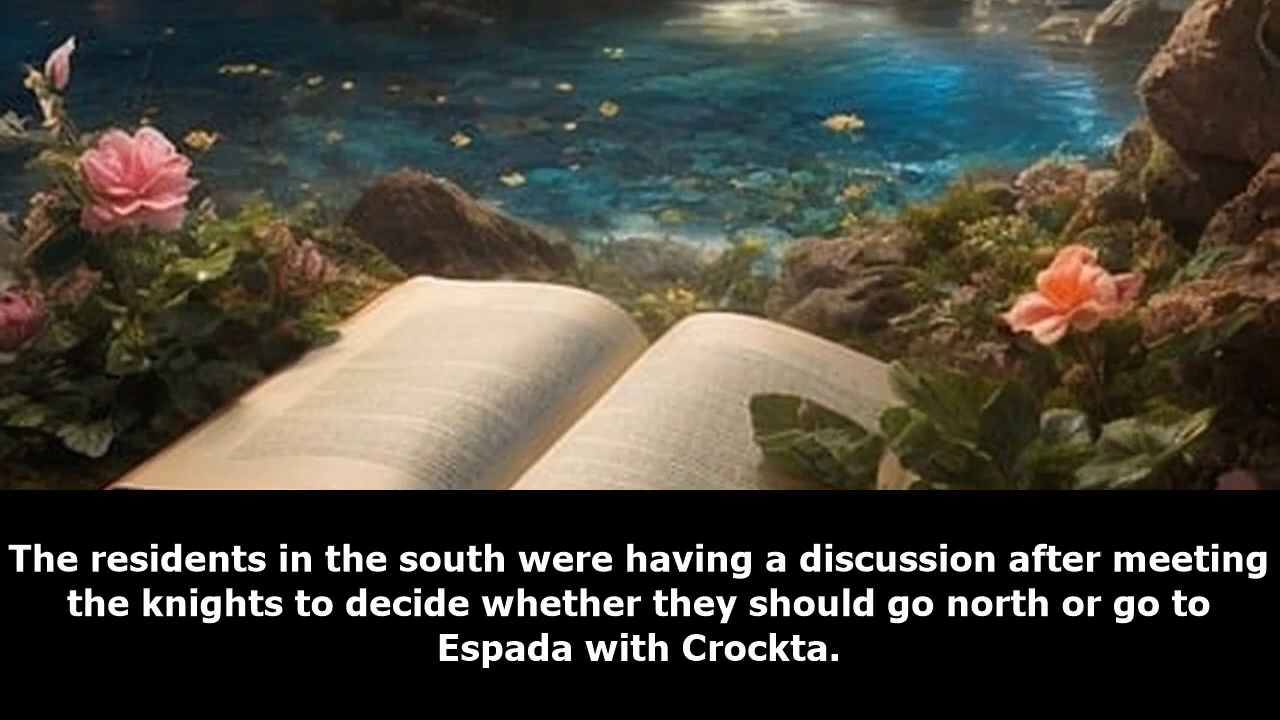 The residents in the south were having a discussion after meeting
the knights to decide whether they should go north or go to
Espada with Crockta.